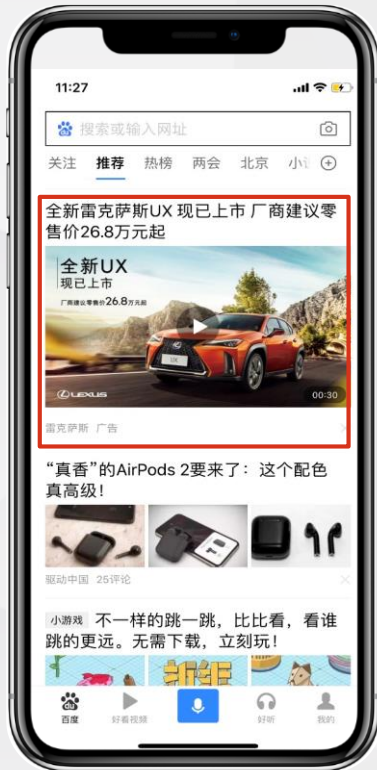 11:27
搜索或输入网址
关注 推荐 热榜 两会 北京 小
全新雷克萨斯UX 现已上市 厂商建议零
售价26.8万元起
全新UX
现已上市
厂商建议零售价26.8万元起
UX
LEXUS
00:30
雷克萨斯 广告
“真香”的AirPods 2要来了：这个配色
真高级！
驱动中国 25评论
小游戏 不一样的跳一跳，比比看，看谁
跳的更远。无需下载，立刻玩！
百度 好看视频 好听 我的